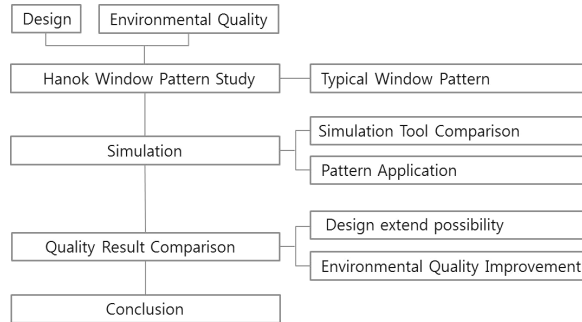 Design
Environmental Quality
Hanok Window Pattern Study
Typical Window Pattern
Simulation
Simulation Tool Comparison
Pattern Application
Quality Result Comparison
Design extend possibility
Environmental Quality Improvement
Conclusion